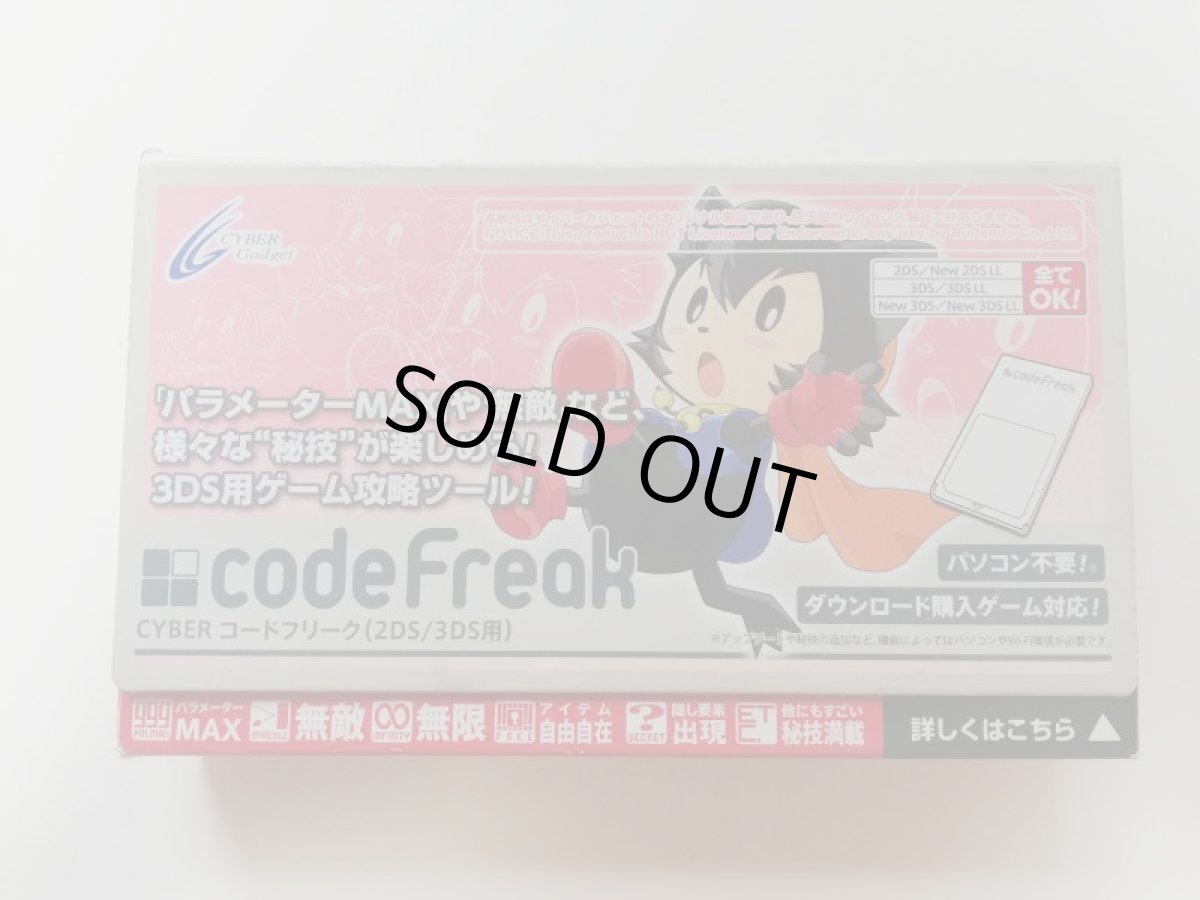 CYBER
Gadget
本製品はサイバーガジェットのオリジナル製品であり、任天堂のライセンス製品ではありません。
NOTICE:This product is NOT Licensed or Endorsed in any way by Nintendo Co.,Ltd.
2DS/New 2DS LL
3DS/3DS LL
New 3DS/New 3DS LL
全て
OK!
codeFreak
「パラメーターMAX」や「無敵」など、
様々な“秘技”が楽しめる!
3DS用ゲーム攻略ツール!
SOLD OUT
codeFreak
CYBER コードフリーク(2DS/3DS用)
パソコン不要!※
ダウンロード購入ゲーム対応!
※アップデートや秘技の追加など、機能によってはパソコンやWi-Fi環境が必要です。
パラメーター
MAX
無敵
INFINITY
無限
FREE
アイテム
自由自在
SECRET
隠し要素
出現
ETC.
他にもすごい
秘技満載
詳しくはこちら ▲